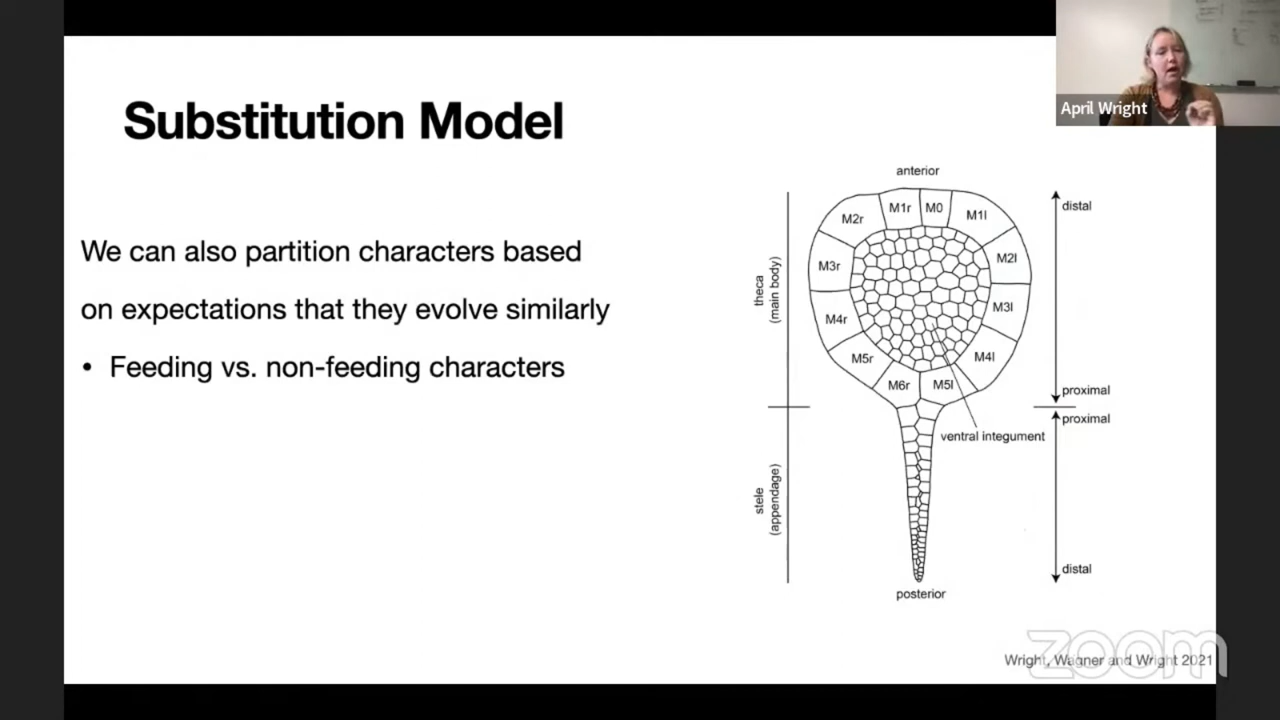 Substitution Model
April Wright
We can also partition characters based
on expectations that they evolve similarly
• Feeding vs. non-feeding characters
anterior
distal
M2r
M1r
M0
M1l
M3r
M2l
theca
(main body)
M4r
M3l
M5r
M4l
M6r
M5l
proximal
proximal
ventral integument
stele
(appendage)
distal
posterior
Wright, Wagner and Wright 2021
zoom